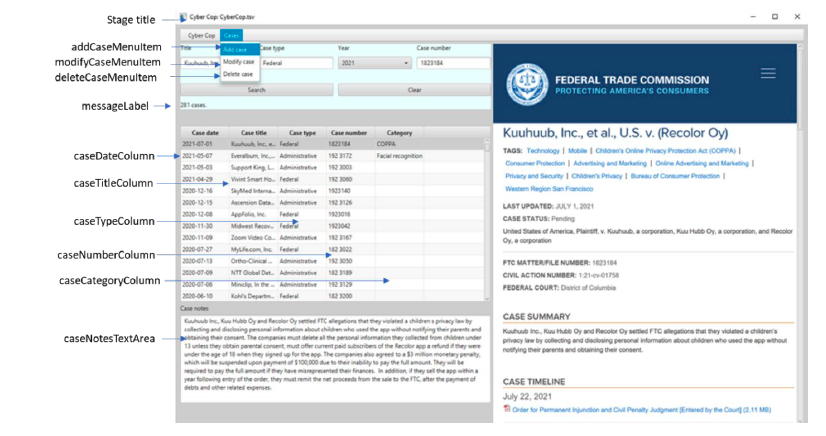 Stage title
Cyber Cop: CyberCop.tsv
Cyber Cop Cases
addCaseMenuItem
modifyCaseMenuItem
deleteCaseMenuItem
messageLabel
caseDateColumn
caseTitleColumn
caseTypeColumn
caseNumberColumn
caseCategoryColumn
caseNotesTextArea
Title Case type Year Case number
Add case
Modify case
Delete case
Kuuhuub, Inc Federal 2021 1823184
Search Clear
281 cases.
Case date Case title Case type Case number Category
2021-07-01 Kuuhuub, Inc, e... Federal 1823184 COPPA
2021-05-07 Everalbum, Inc,... Administrative 192 3172 Facial recognition
2021-05-03 Support King, L... Administrative 192 3003
2021-04-29 Vivint Smart Ho... Federal 192 3060
2020-12-16 SkyMed Interna... Administrative 1923140
2020-12-15 Ascension Data... Administrative 192 3126
2020-12-08 AppFolio, Inc. Federal 1923016
2020-11-30 Midwest Recov... Federal 1923042
2020-11-09 Zoom Video Co... Administrative 192 3167
2020-07-27 MyLife.com, Inc. Federal 182 3022
2020-07-13 Ortho-Clinical ... Administrative 192 3050
2020-07-09 NTT Global Dat... Administrative 182 3189
2020-07-06 Miniclip, In the ... Administrative 192 3129
2020-06-10 Kohl's Departm... Federal 182 3200
Case notes
Kuuhuub Inc., Kuu Hubb Oy and Recolor Oy settled FTC allegations that they violated a children's privacy law by
collecting and disclosing personal information about children who used the app without notifying their parents and
obtaining their consent. The companies must delete all the personal information they collected from children under
13 unless they obtain parental consent, must offer current paid subscribers of the Recolor app a refund if they were
under the age of 18 when they signed up for the app. The companies also agreed to a $3 million monetary penalty,
which will be suspended upon payment of $100,000 due to their inability to pay the full amount. They will be
required to pay the full amount if they have misrepresented their finances. In addition, if they sell the app within a
year following entry of the order, they must remit the net proceeds from the sale to the FTC, after the payment of
debts and other related expenses.
FEDERAL TRADE COMMISSION
PROTECTING AMERICA'S CONSUMERS
Kuuhuub, Inc., et al., U.S. v. (Recolor Oy)
TAGS: Technology | Mobile | Children's Online Privacy Protection Act (COPPA) |
Consumer Protection | Advertising and Marketing | Online Advertising and Marketing |
Privacy and Security | Children's Privacy | Bureau of Consumer Protection |
Western Region San Francisco
LAST UPDATED: JULY 1, 2021
CASE STATUS: Pending
United States of America, Plaintiff, v. Kuuhuub, a corporation, Kuu Hubb Oy, a corporation, and Recolor
Oy, a corporation
FTC MATTER/FILE NUMBER: 1823184
CIVIL ACTION NUMBER: 1:21-cv-01758
FEDERAL COURT: District of Columbia
CASE SUMMARY
Kuuhuub Inc., Kuu Hubb Oy and Recolor Oy settled FTC allegations that they violated a children's
privacy law by collecting and disclosing personal information about children who used the app without
notifying their parents and obtaining their consent.
CASE TIMELINE
July 22, 2021
Order for Permanent Injunction and Civil Penalty Judgment [Entered by the Court] (2.11 MB)